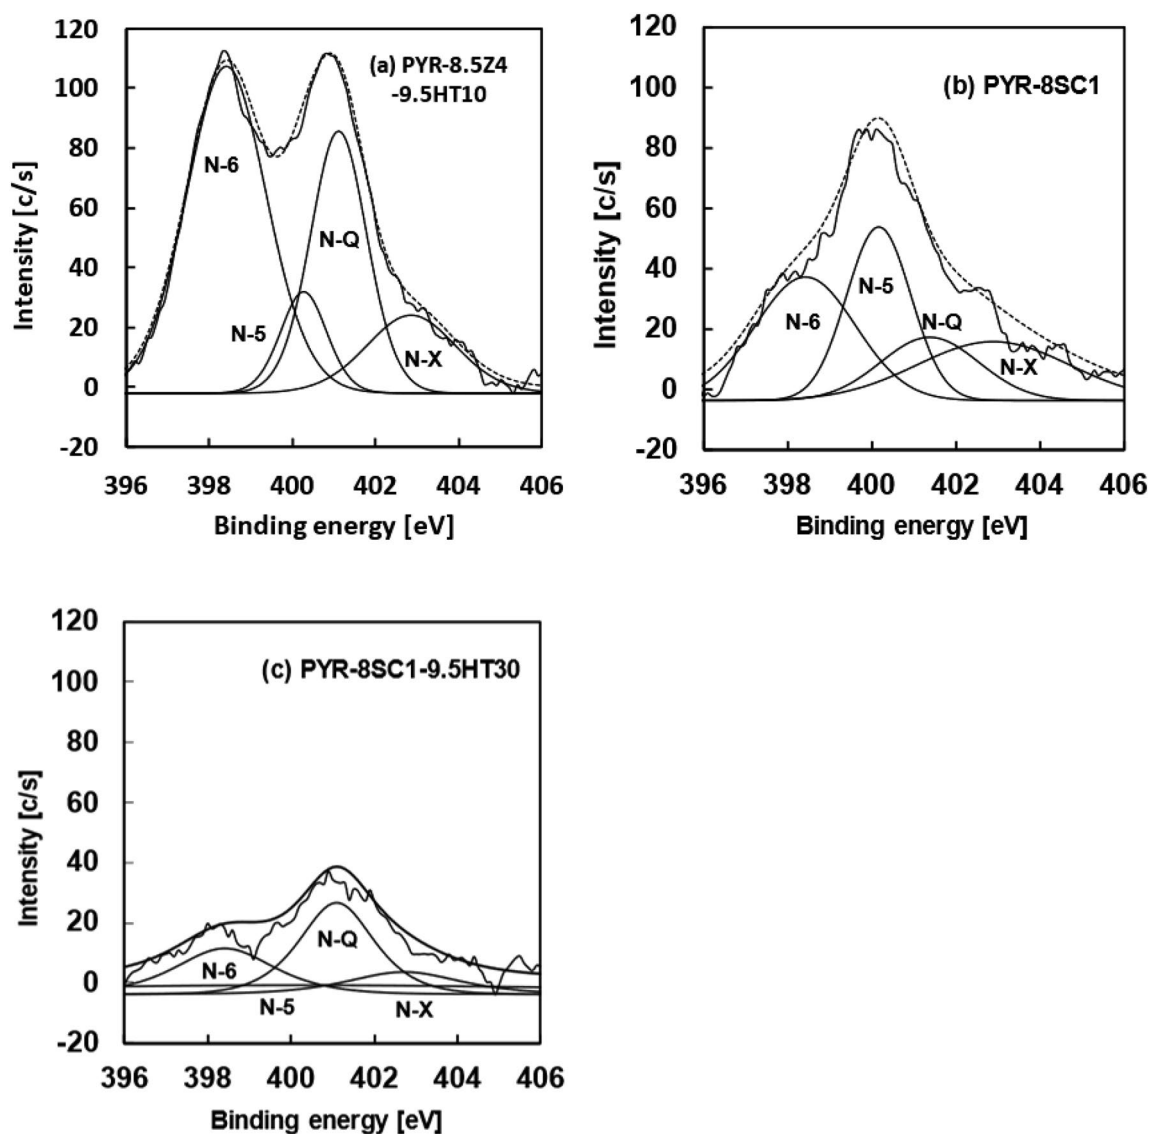 120
100
80
60
40
20
0
-20
Intensity [c/s]
(a) PYR-8.5Z4
-9.5HT10
N-6
N-Q
N-5
N-X
396 398 400 402 404 406
Binding energy [eV]
120
100
80
60
40
20
0
-20
Intensity [c/s]
(b) PYR-8SC1
N-5
N-6
N-Q
N-X
396 398 400 402 404 406
Binding energy [eV]
120
100
80
60
40
20
0
-20
Intensity [c/s]
(c) PYR-8SC1-9.5HT30
N-Q
N-6
N-5 N-X
396 398 400 402 404 406
Binding energy [eV]